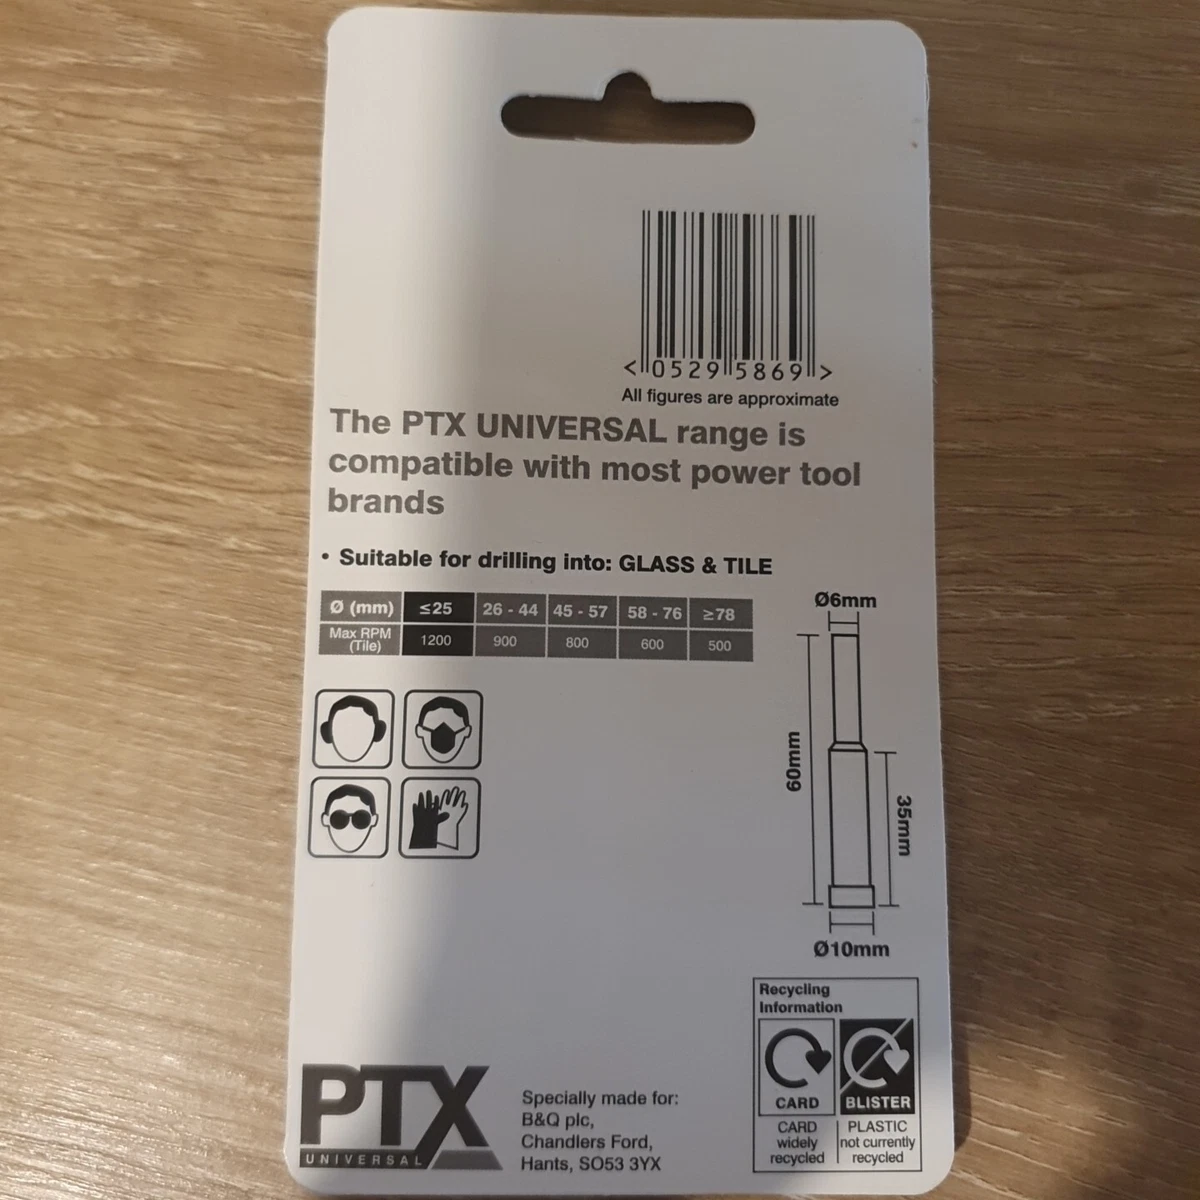 <05295869>
All figures are approximate
The PTX UNIVERSAL range is
compatible with most power tool
brands
• Suitable for drilling into: GLASS & TILE
Ø (mm) ≤25 26 - 44 45 - 57 58 - 76 ≥78
Max RPM (Tile) 1200 900 800 600 500
Ø6mm
60mm
35mm
Ø10mm
Recycling
Information
CARD BLISTER
CARD
widely
recycled
PLASTIC
not currently
recycled
PTX
UNIVERSAL
Specially made for:
B&Q plc,
Chandlers Ford,
Hants, SO53 3YX